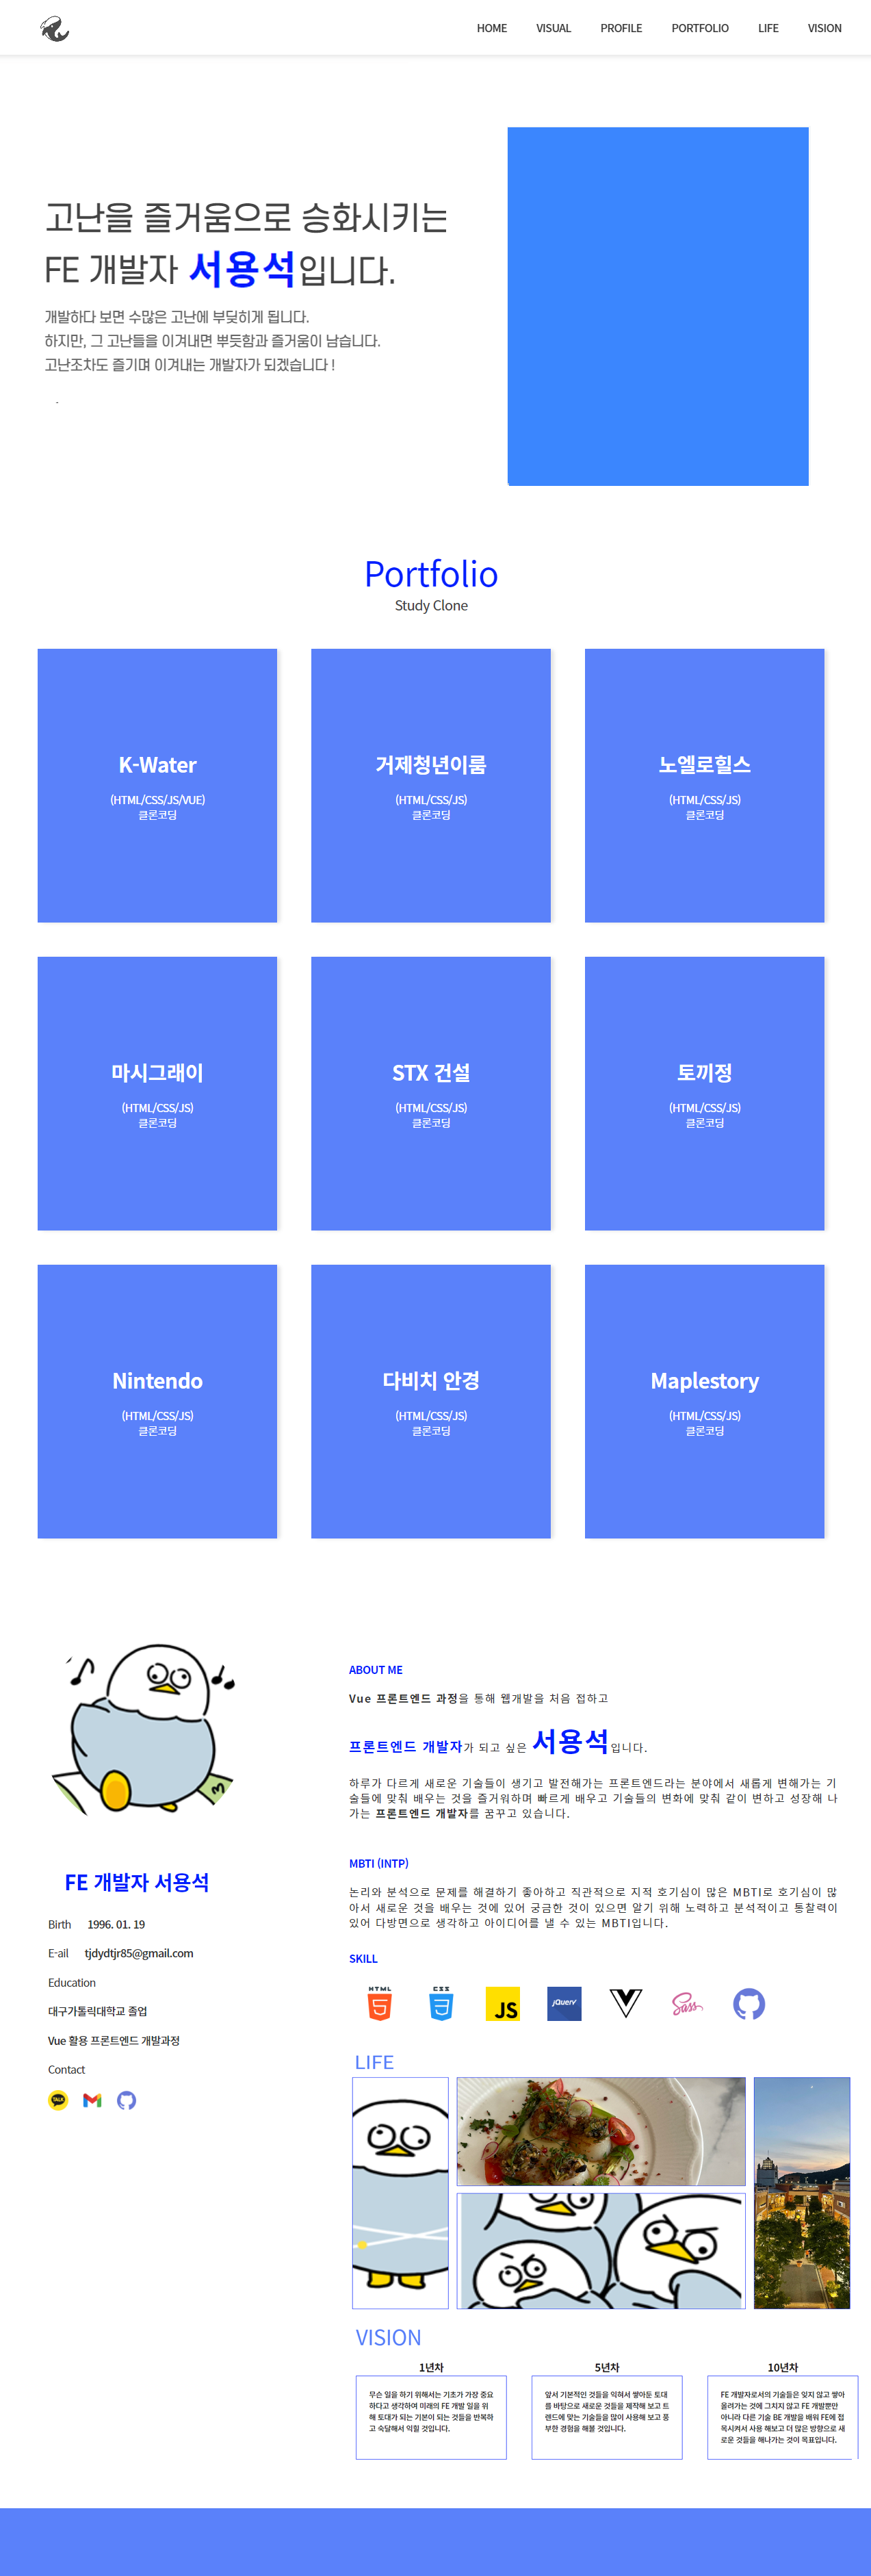 HOME VISUAL PROFILE PORTFOLIO LIFE VISION
고난을 즐거움으로 승화시키는
FE 개발자 서용석입니다.
개발하다 보면 수많은 고난에 부딪히게 됩니다.
하지만, 그 고난들을 이겨내면 뿌듯함과 즐거움이 남습니다.
고난조차도 즐기며 이겨내는 개발자가 되겠습니다 !
-
Portfolio
Study Clone
K-Water
(HTML/CSS/JS/VUE)
클론코딩
거제청년이룸
(HTML/CSS/JS)
클론코딩
노엘로힐스
(HTML/CSS/JS)
클론코딩
마시그래이
(HTML/CSS/JS)
클론코딩
STX 건설
(HTML/CSS/JS)
클론코딩
토끼정
(HTML/CSS/JS)
클론코딩
Nintendo
(HTML/CSS/JS)
클론코딩
다비치 안경
(HTML/CSS/JS)
클론코딩
Maplestory
(HTML/CSS/JS)
클론코딩
FE 개발자 서용석
Birth 1996. 01. 19
E-ail tjdydtjr85@gmail.com
Education
대구가톨릭대학교 졸업
Vue 활용 프론트엔드 개발과정
Contact
TALK
ABOUT ME
Vue 프론트엔드 과정을 통해 웹개발을 처음 접하고
프론트엔드 개발자가 되고 싶은 서용석입니다.
하루가 다르게 새로운 기술들이 생기고 발전해가는 프론트엔드라는 분야에서 새롭게 변해가는 기
술들에 맞춰 배우는 것을 즐거워하며 빠르게 배우고 기술들의 변화에 맞춰 같이 변하고 성장해 나
가는 프론트엔드 개발자를 꿈꾸고 있습니다.
MBTI (INTP)
논리와 분석으로 문제를 해결하기 좋아하고 직관적으로 지적 호기심이 많은 MBTI로 호기심이 많
아서 새로운 것을 배우는 것에 있어 궁금한 것이 있으면 알기 위해 노력하고 분석적이고 통찰력이
있어 다방면으로 생각하고 아이디어를 낼 수 있는 MBTI입니다.
SKILL
HTML
5
CSS
3
JS
jQuery
Sass
LIFE
VISION
1년차
무슨 일을 하기 위해서는 기초가 가장 중요
하다고 생각하여 미래의 FE 개발 일을 위
해 토대가 되는 기본이 되는 것들을 반복하
고 숙달해서 익힐 것입니다.
5년차
앞서 기본적인 것들을 익혀서 쌓아둔 토대
를 바탕으로 새로운 것들을 제작해 보고 트
렌드에 맞는 기술들을 많이 사용해 보고 풍
부한 경험을 해볼 것입니다.
10년차
FE 개발자로서의 기술들은 잊지 않고 쌓아
올려가는 것에 그치지 않고 FE 개발뿐만
아니라 다른 기술 BE 개발을 배워 FE에 접
목시켜서 사용 해보고 더 많은 방향으로 새
로운 것들을 해나가는 것이 목표입니다.